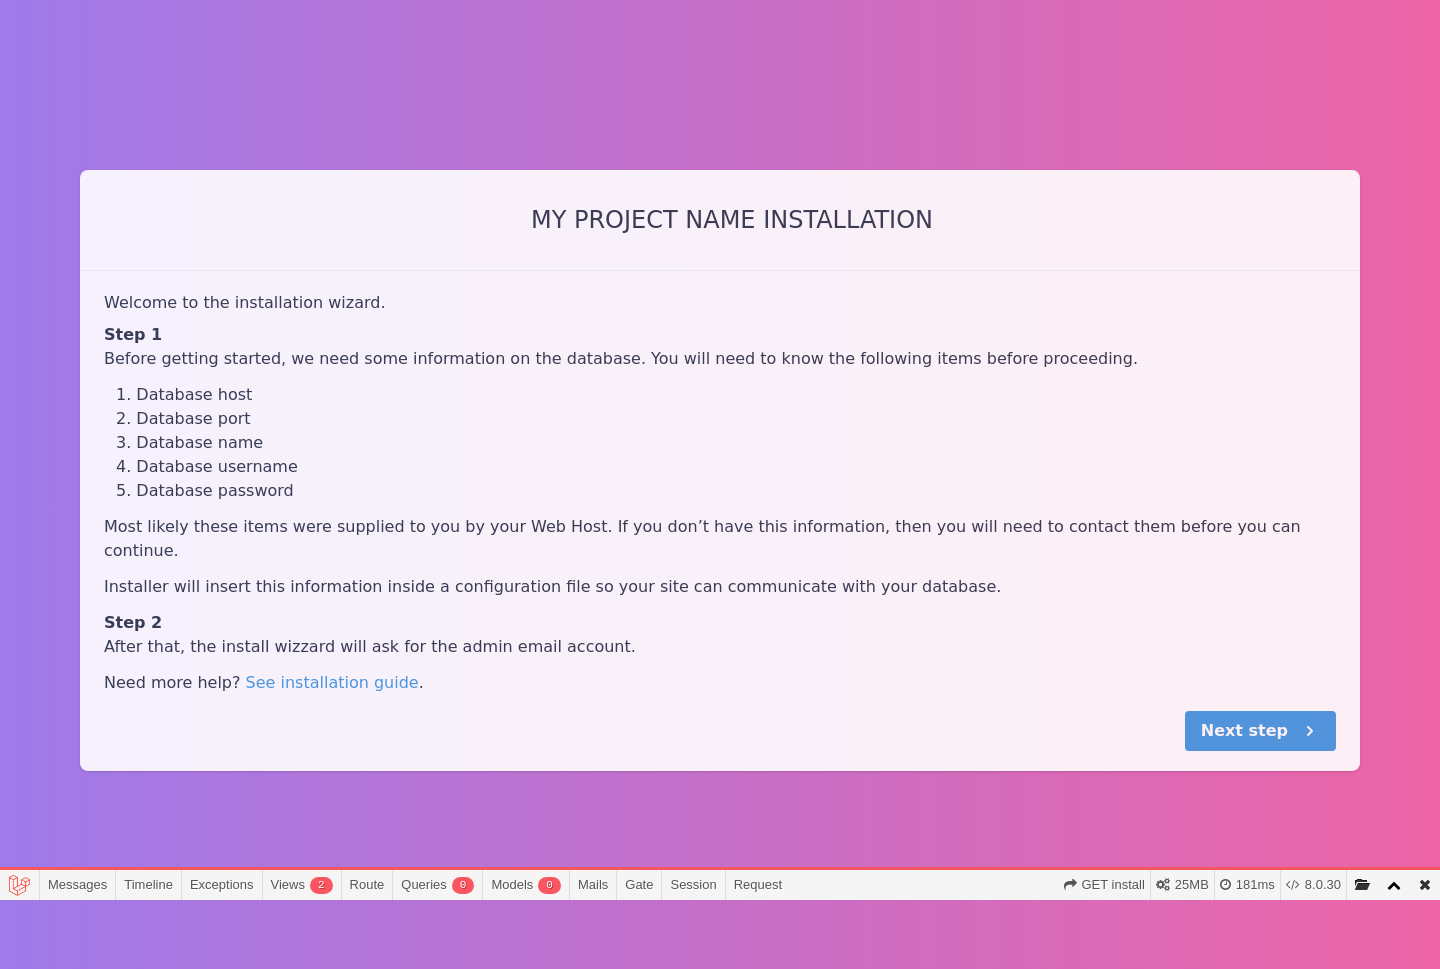 MY PROJECT NAME INSTALLATION
Welcome to the installation wizard.
Step 1
Before getting started, we need some information on the database. You will need to know the following items before proceeding.
1. Database host
2. Database port
3. Database name
4. Database username
5. Database password
Most likely these items were supplied to you by your Web Host. If you don’t have this information, then you will need to contact them before you can
continue.
Installer will insert this information inside a configuration file so your site can communicate with your database.
Step 2
After that, the install wizzard will ask for the admin email account.
Need more help? See installation guide.
Next step
Messages Timeline Exceptions Views 2 Route Queries 0 Models 0 Mails Gate Session Request GET install 25MB 181ms 8.0.30